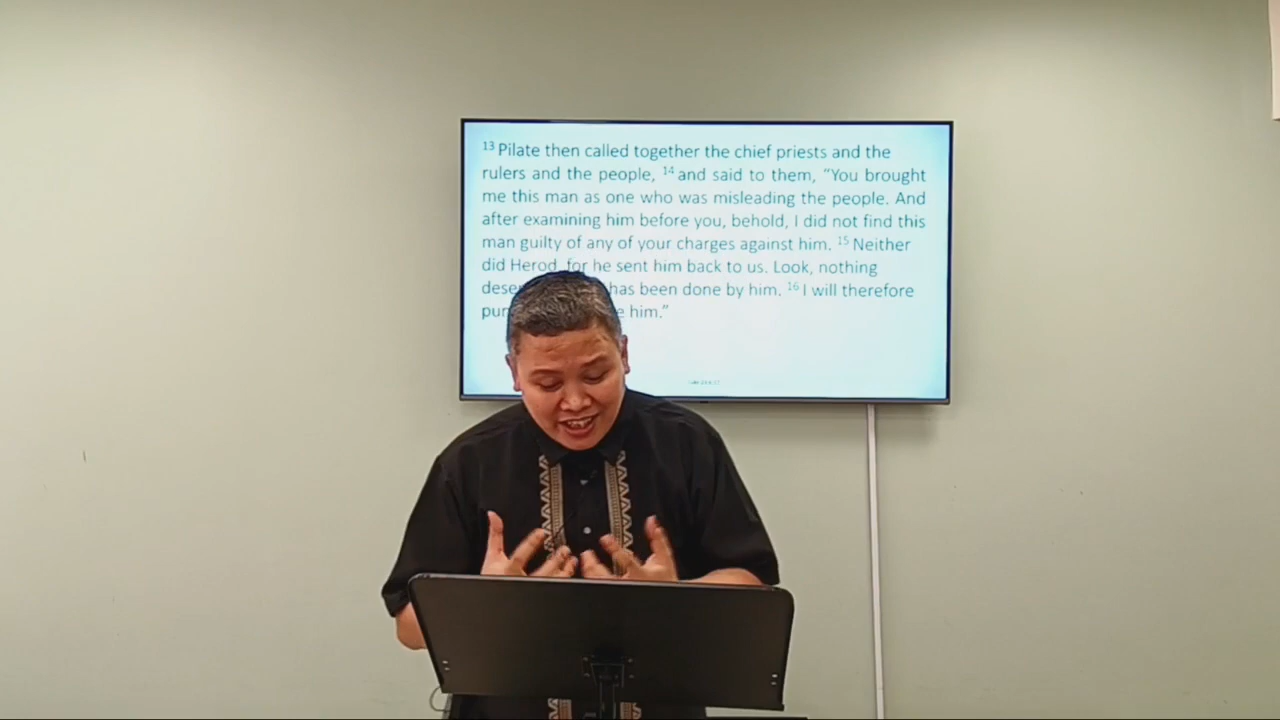 ¹³ Pilate then called together the chief priests and the
rulers and the people, ¹⁴ and said to them, “You brought
me this man as one who was misleading the people. And
after examining him before you, behold, I did not find this
man guilty of any of your charges against him. ¹⁵ Neither
did Herod, for he sent him back to us. Look, nothing
has been done by him. ¹⁶ I will therefore
him.”